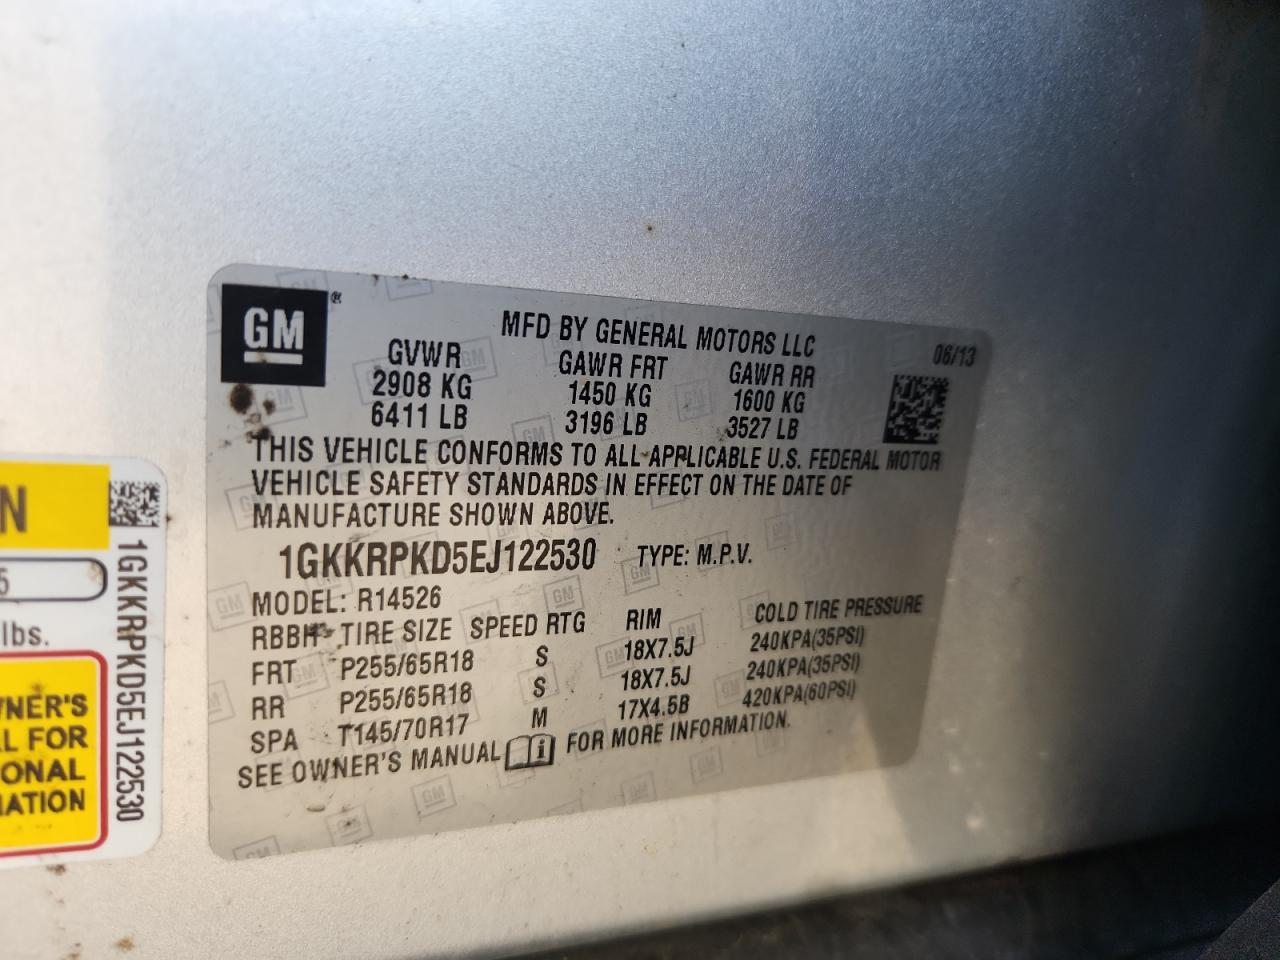 GM ®
MFD BY GENERAL MOTORS LLC
06/13
GVWR GAWR FRT GAWR RR
2908 KG 1450 KG 1600 KG
6411 LB 3196 LB 3527 LB
THIS VEHICLE CONFORMS TO ALL APPLICABLE U.S. FEDERAL MOTOR
VEHICLE SAFETY STANDARDS IN EFFECT ON THE DATE OF
MANUFACTURE SHOWN ABOVE.
1GKKRPKD5EJ122530 TYPE: M.P.V.
MODEL: R14526
RBBH TIRE SIZE SPEED RTG RIM COLD TIRE PRESSURE
FRT P255/65R18 S 18X7.5J 240KPA(35PSI)
RR P255/65R18 S 18X7.5J 240KPA(35PSI)
SPA T145/70R17 M 17X4.5B 420KPA(60PSI)
SEE OWNER'S MANUAL FOR MORE INFORMATION.
N
5
lbs.
NER'S
L FOR
ONAL
ATION
1GKKRPKD5EJ122530